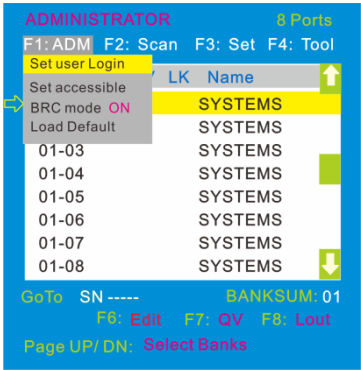 ADMINISTRATOR 8 Ports
F1: ADM F2: Scan F3: Set F4: Tool
Set user Login
LK Name
Set accessible
BRC mode ON
SYSTEMS
Load Default
SYSTEMS
01-03 SYSTEMS
01-04 SYSTEMS
01-05 SYSTEMS
01-06 SYSTEMS
01-07 SYSTEMS
01-08 SYSTEMS
GoTo SN ----- BANKSUM: 01
F6: Edit F7: QV F8: Lout
Page UP/ DN: Select Banks